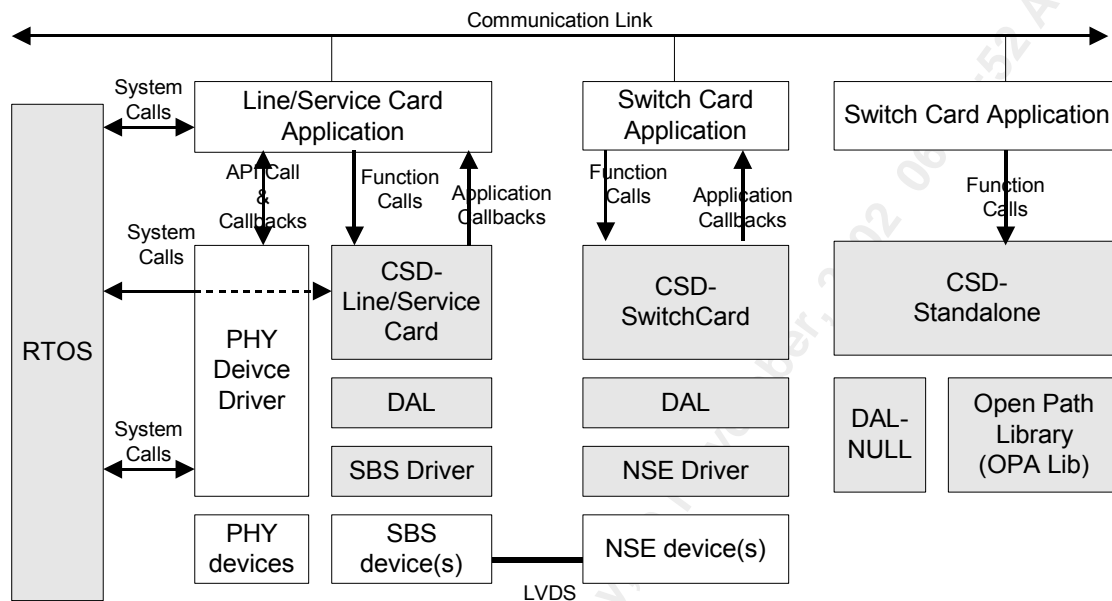 Communication Link
System
Calls
Line/Service Card
Application
Switch Card
Application
Switch Card Application
API Call
&
Callbacks
Function
Calls
Application
Callbacks
Function
Calls
Application
Callbacks
Function
Calls
System
Calls
RTOS
PHY
Deivce
Driver
CSD-
Line/Service
Card
CSD-
SwitchCard
CSD-
Standalone
DAL
DAL
DAL-
NULL
Open Path
Library
(OPA Lib)
System
Calls
SBS Driver
NSE Driver
PHY
devices
SBS
device(s)
NSE device(s)
LVDS